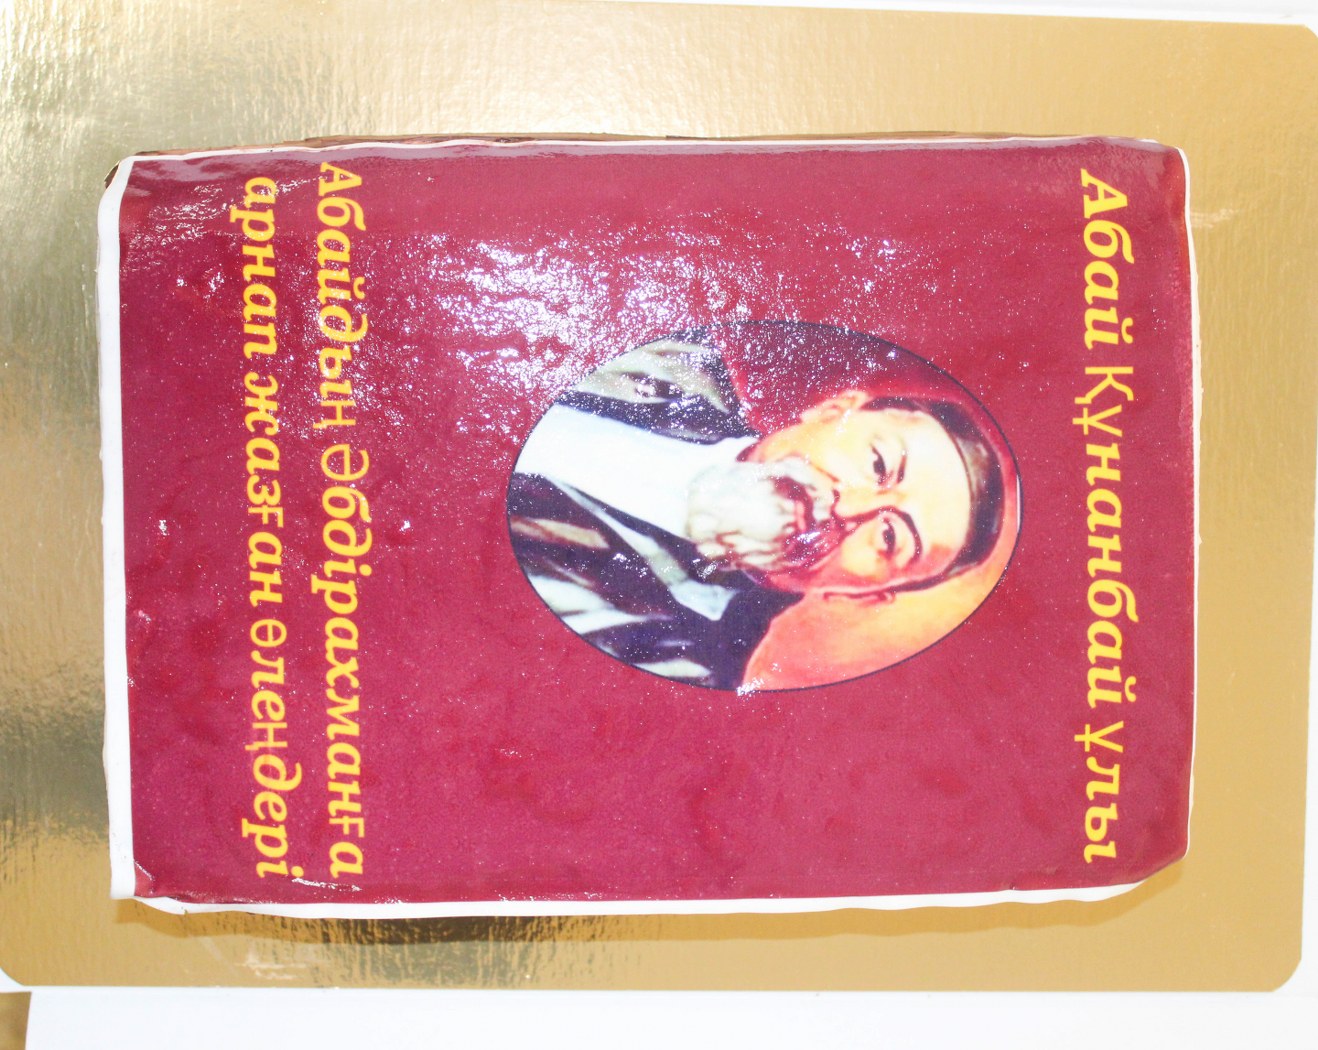 Абай Құнанбай ұлы
Абайдың Әбдірахманға
арнап жазған өлеңдері